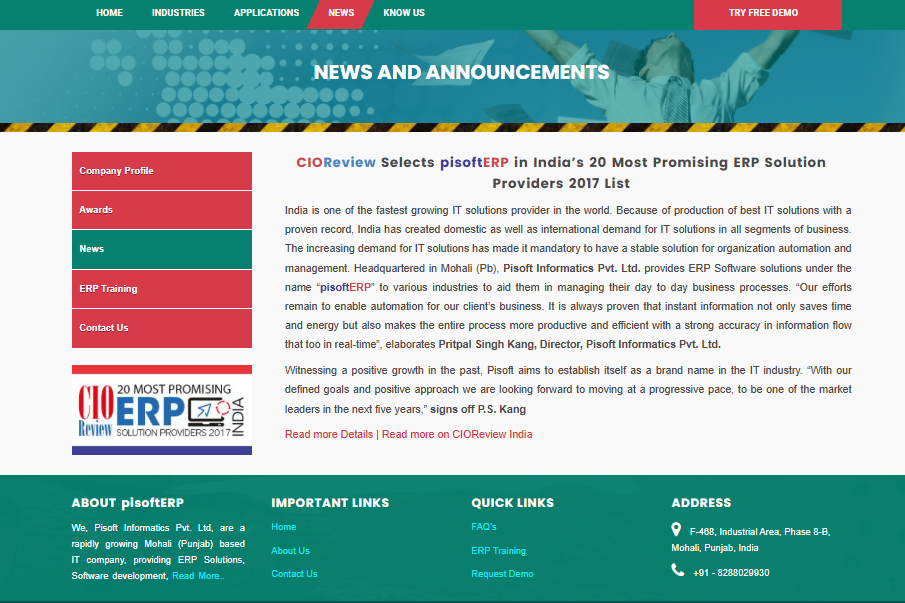 HOME INDUSTRIES APPLICATIONS NEWS KNOW US TRY FREE DEMO
NEWS AND ANNOUNCEMENTS
Company Profile
Awards
News
ERP Training
Contact Us
20 MOST PROMISING
CIO ERP
Review SOLUTION PROVIDERS 2017
INDIA
CIOReview Selects pisoftERP in India’s 20 Most Promising ERP Solution
Providers 2017 List
India is one of the fastest growing IT solutions provider in the world. Because of production of best IT solutions with a
proven record, India has created domestic as well as international demand for IT solutions in all segments of business.
The increasing demand for IT solutions has made it mandatory to have a stable solution for organization automation and
management. Headquartered in Mohali (Pb), Pisoft Informatics Pvt. Ltd. provides ERP Software solutions under the
name “pisoftERP” to various industries to aid them in managing their day to day business processes. “Our efforts
remain to enable automation for our client’s business. It is always proven that instant information not only saves time
and energy but also makes the entire process more productive and efficient with a strong accuracy in information flow
that too in real-time”, elaborates Pritpal Singh Kang, Director, Pisoft Informatics Pvt. Ltd.
Witnessing a positive growth in the past, Pisoft aims to establish itself as a brand name in the IT industry. “With our
defined goals and positive approach we are looking forward to moving at a progressive pace, to be one of the market
leaders in the next five years,” signs off P.S. Kang
Read more Details | Read more on CIOReview India
ABOUT pisoftERP
We, Pisoft Informatics Pvt. Ltd, are a
rapidly growing Mohali (Punjab) based
IT company, providing ERP Solutions,
Software development, Read More..
IMPORTANT LINKS
Home
About Us
Contact Us
QUICK LINKS
FAQ's
ERP Training
Request Demo
ADDRESS
F-468, Industrial Area, Phase 8-B,
Mohali, Punjab, India
+91 - 8288029930